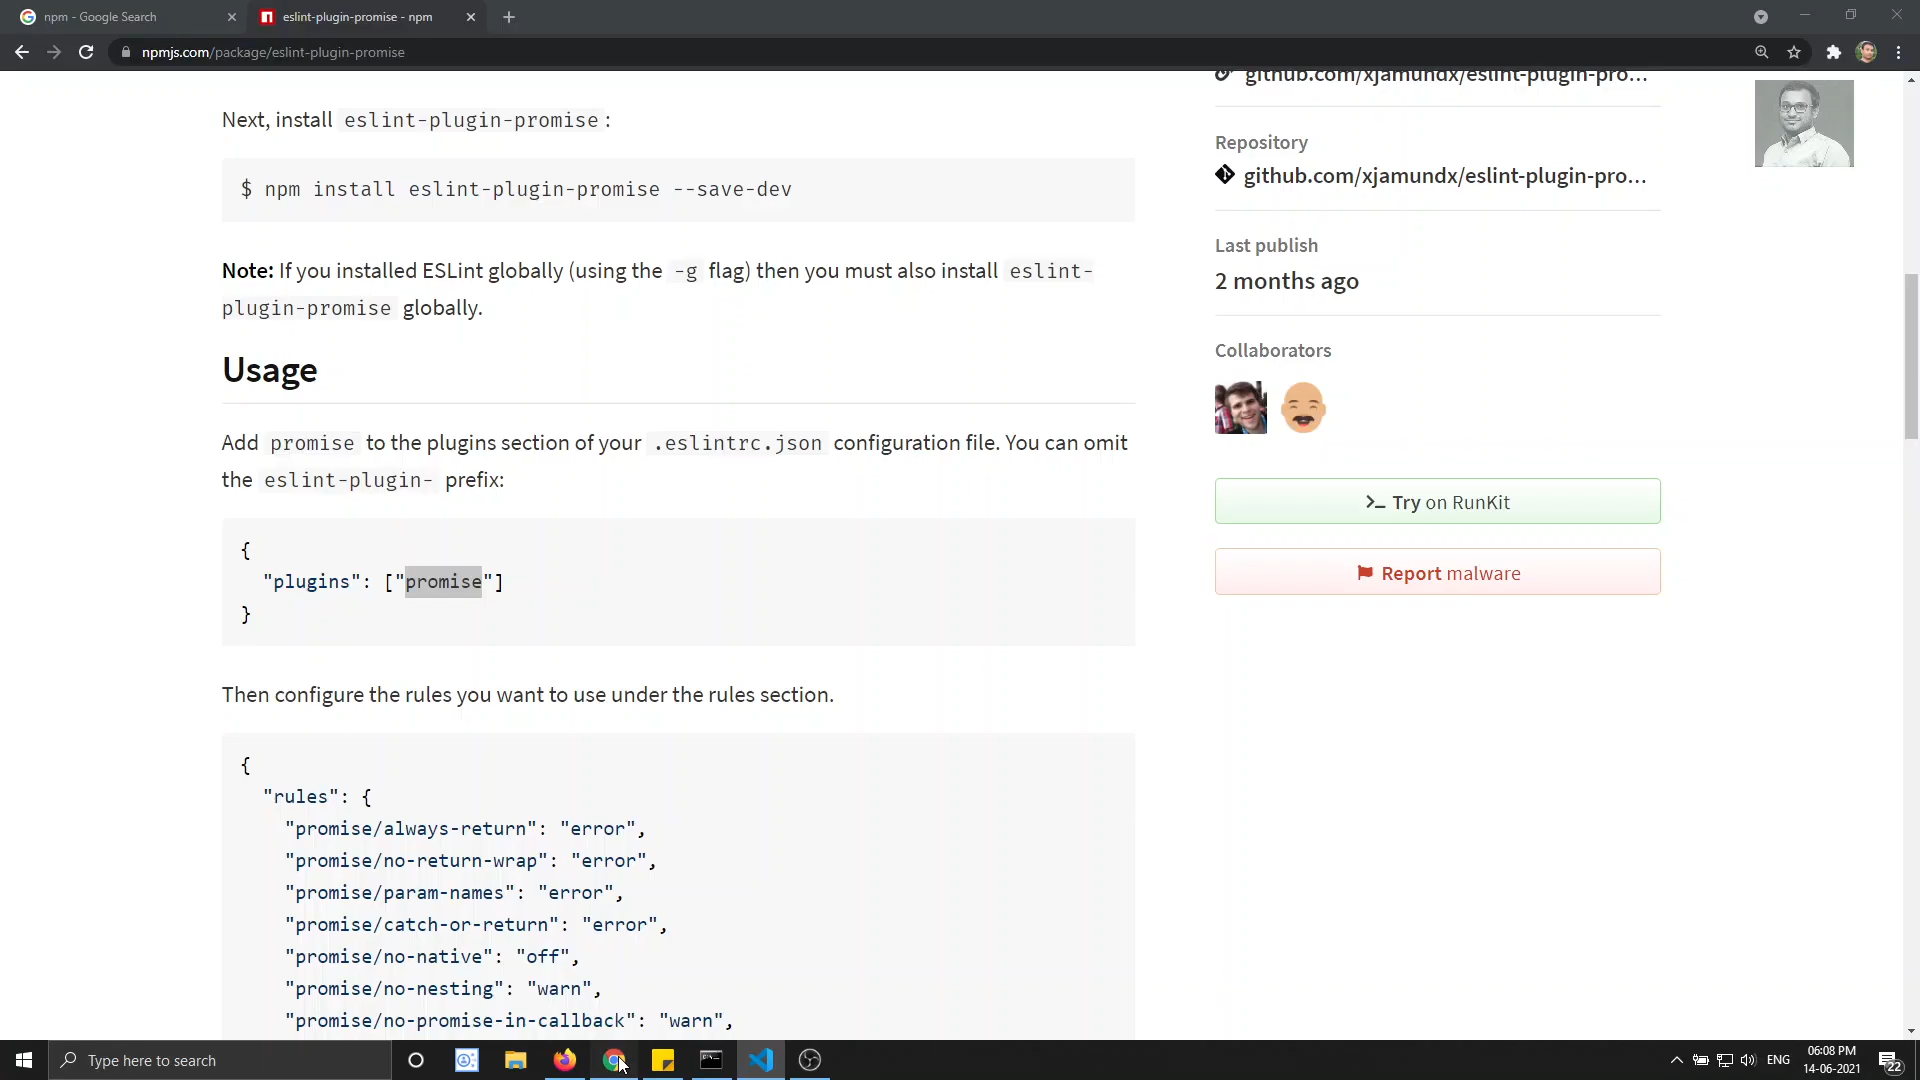 npm - Google Search
eslint-plugin-promise - npm
npmjs.com/package/eslint-plugin-promise
Next, install eslint-plugin-promise:
$ npm install eslint-plugin-promise --save-dev
Note: If you installed ESLint globally (using the -g flag) then you must also install eslint-
plugin-promise globally.
Usage
Add promise to the plugins section of your .eslintrc.json configuration file. You can omit
the eslint-plugin- prefix:
{
"plugins": ["promise"]
}
Then configure the rules you want to use under the rules section.
{
"rules": {
"promise/always-return": "error",
"promise/no-return-wrap": "error",
"promise/param-names": "error",
"promise/catch-or-return": "error",
"promise/no-native": "off",
"promise/no-nesting": "warn",
"promise/no-promise-in-callback": "warn",
github.com/xjamundx/eslint-plugin-pro...
Repository
github.com/xjamundx/eslint-plugin-pro...
Last publish
2 months ago
Collaborators
Try on RunKit
Report malware
Type here to search
ENG
06:08 PM
14-06-2021
22